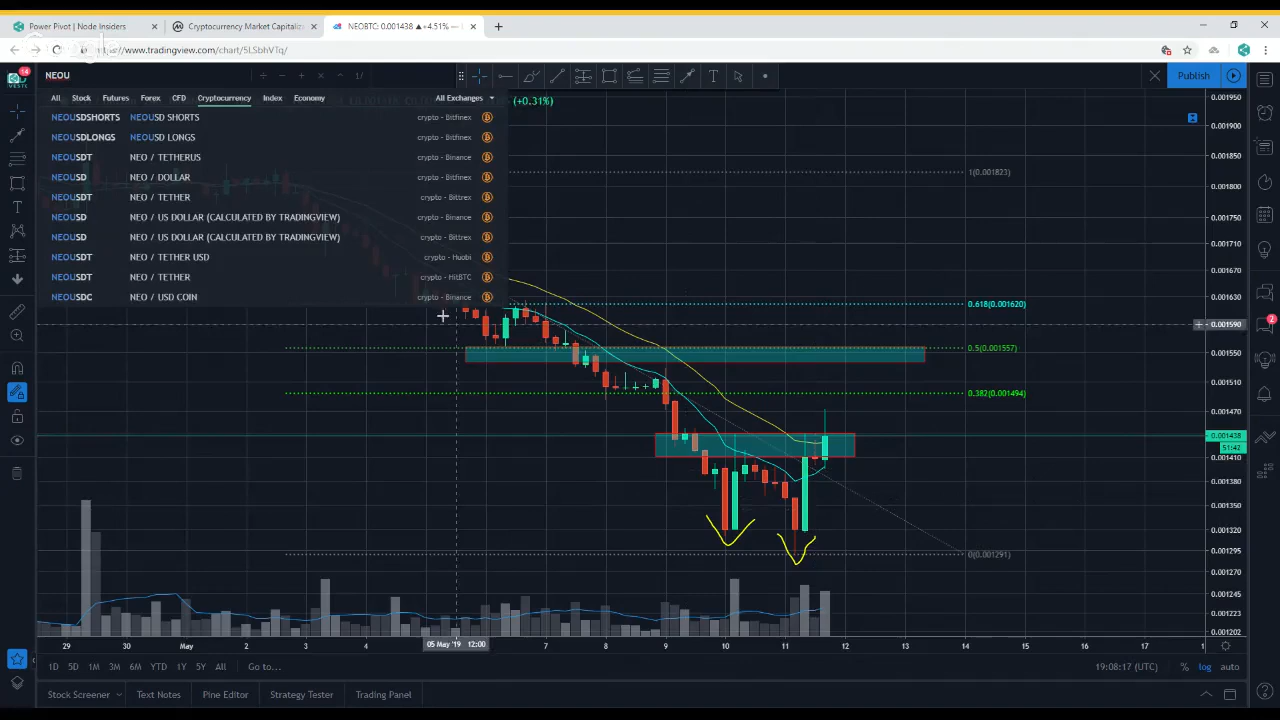 Power Pivot | Node Insiders
Cryptocurrency Market Capitaliz
NEOBTC: 0.001438 ▲+4.51% —
www.tradingview.com/chart/5LSbhVTq/
14
NEOU
1/
Publish
All Stock Futures Forex CFD Cryptocurrency Index Economy All Exchanges
(+0.31%)
NEOUSDSHORTS NEOUSD SHORTS crypto - Bitfinex
NEOUSDLONGS NEOUSD LONGS crypto - Bitfinex
NEOUSDT NEO / TETHERUS crypto - Binance
NEOUSD NEO / DOLLAR crypto - Bitfinex
NEOUSDT NEO / TETHER crypto - Bittrex
NEOUSD NEO / US DOLLAR (CALCULATED BY TRADINGVIEW) crypto - Binance
NEOUSD NEO / US DOLLAR (CALCULATED BY TRADINGVIEW) crypto - Bittrex
NEOUSDT NEO / TETHER USD crypto - Huobi
NEOUSDT NEO / TETHER crypto - HitBTC
NEOUSDC NEO / USD COIN crypto - Binance
1(0.001823)
0.618(0.001620)
0.5(0.001557)
0.382(0.001494)
0(0.001291)
0.001950
0.001900
0.001850
0.001800
0.001750
0.001710
0.001670
0.001630
0.001590
0.001550
0.001510
0.001470
0.001438
51:42
0.001410
0.001380
0.001350
0.001320
0.001295
0.001270
0.001245
0.001223
0.001202
2
29 30 May 2 3 4 05 May '19 12:00 7 8 9 10 11 12 13 14 15 16 17 1
1D 5D 1M 3M 6M YTD 1Y 5Y All Go to... 19:08:17 (UTC) % log auto
Stock Screener Text Notes Pine Editor Strategy Tester Trading Panel